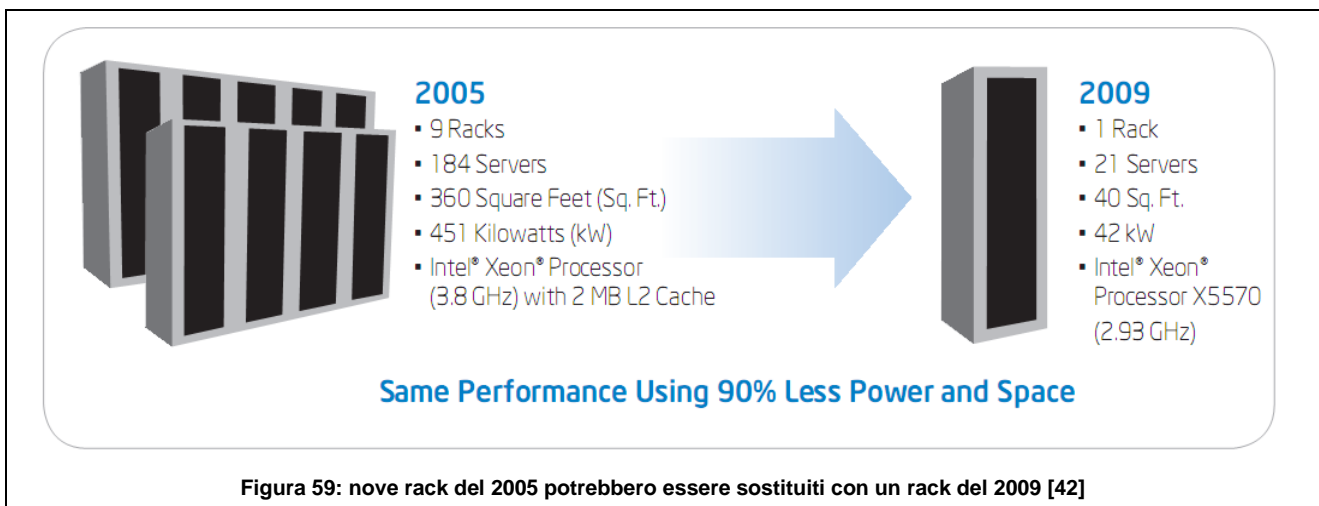 2005
▪ 9 Racks
▪ 184 Servers
▪ 360 Square Feet (Sq. Ft.)
▪ 451 Kilowatts (kW)
▪ Intel® Xeon® Processor
(3.8 GHz) with 2 MB L2 Cache
2009
▪ 1 Rack
▪ 21 Servers
▪ 40 Sq. Ft.
▪ 42 kW
▪ Intel® Xeon®
Processor X5570
(2.93 GHz)
Same Performance Using 90% Less Power and Space
Figura 59: nove rack del 2005 potrebbero essere sostituiti con un rack del 2009 [42]